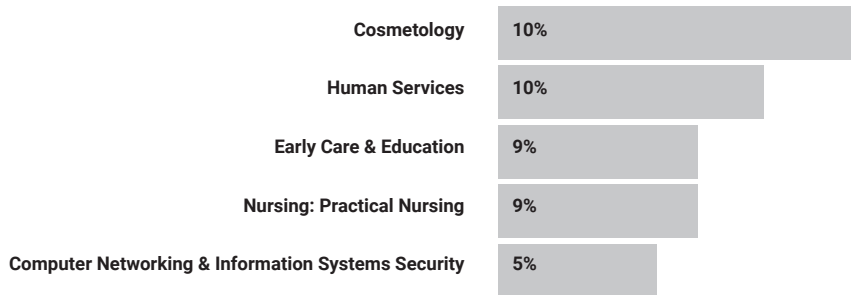 Cosmetology 10%
Human Services 10%
Early Care & Education 9%
Nursing: Practical Nursing 9%
Computer Networking & Information Systems Security 5%